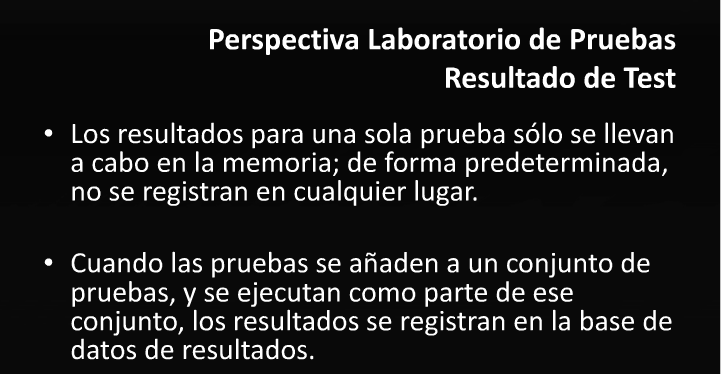 Perspectiva Laboratorio de Pruebas
Resultado de Test
• Los resultados para una sola prueba sólo se llevan
a cabo en la memoria; de forma predeterminada,
no se registran en cualquier lugar.
• Cuando las pruebas se añaden a un conjunto de
pruebas, y se ejecutan como parte de ese
conjunto, los resultados se registran en la base de
datos de resultados.